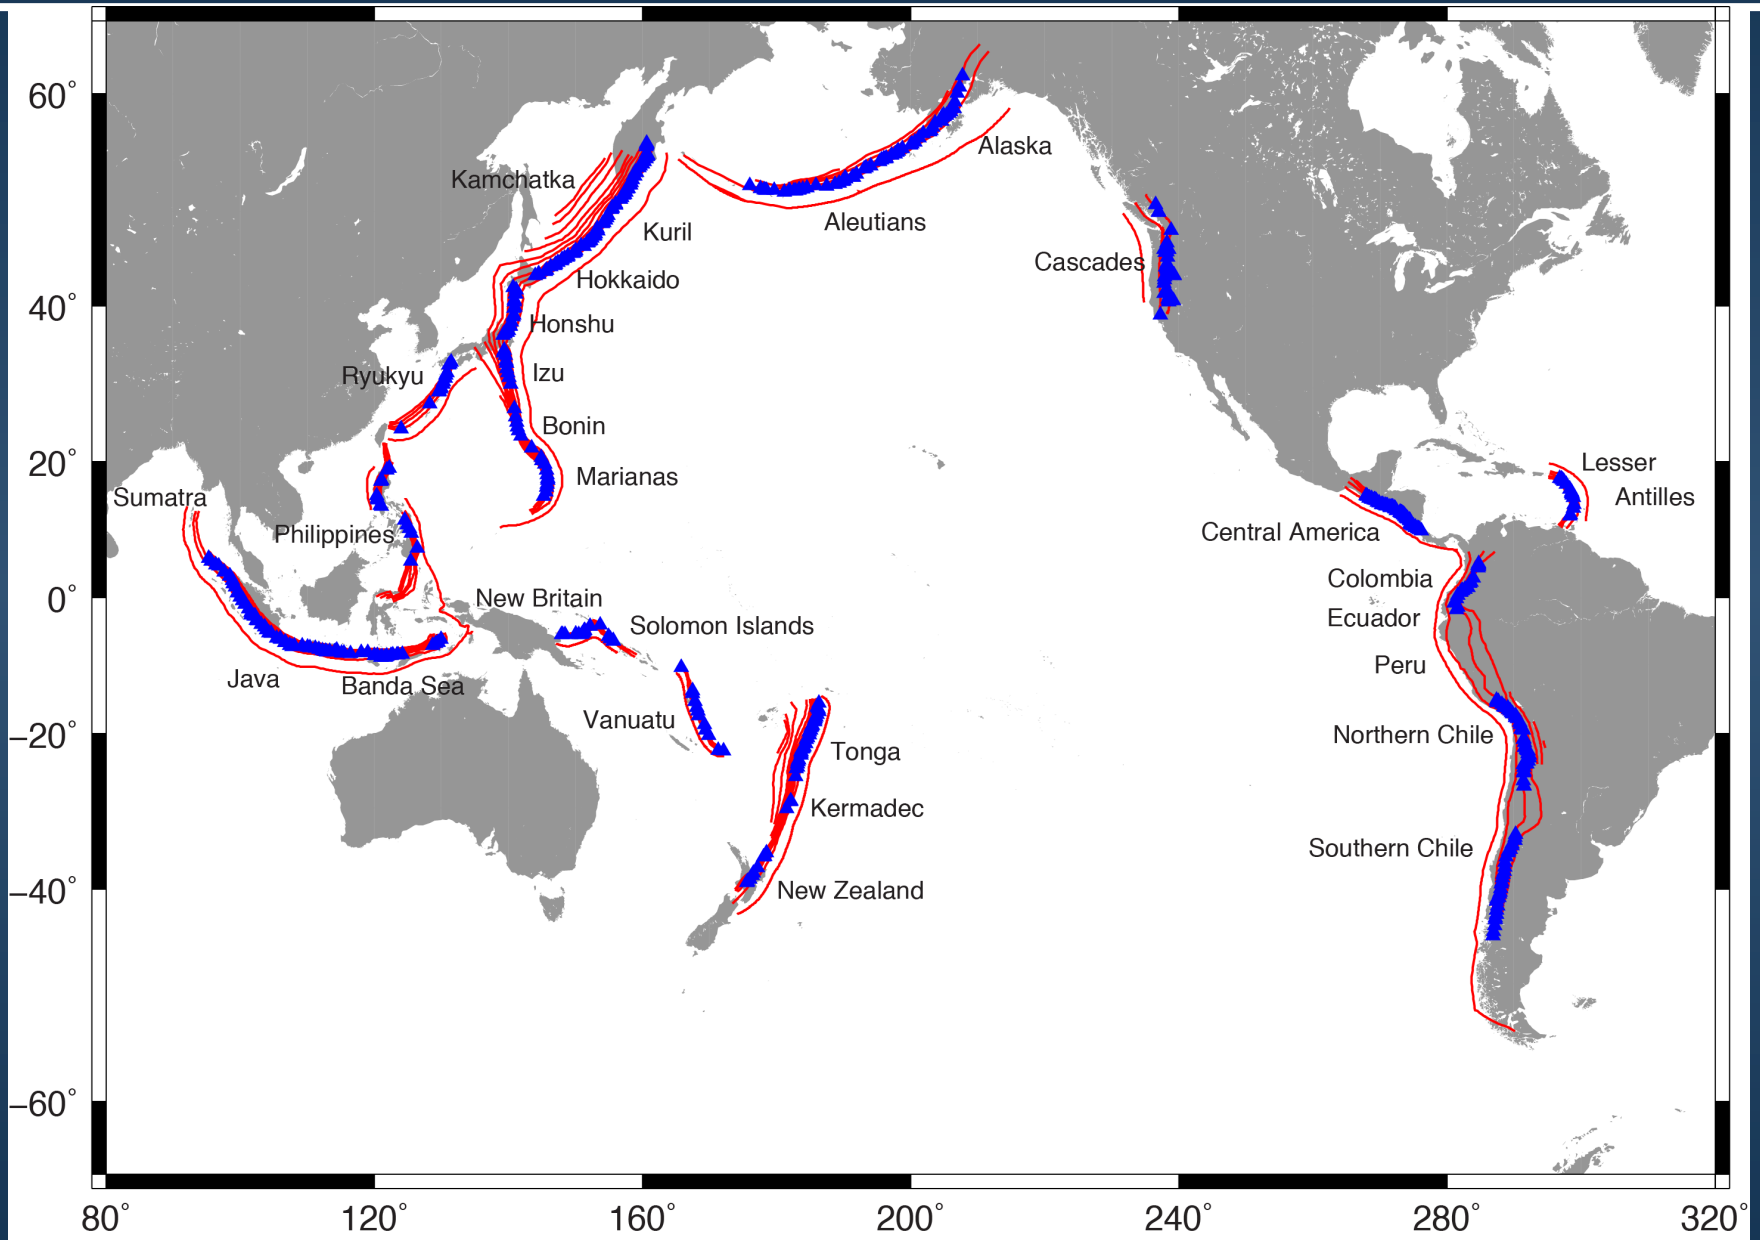 60°
40°
20°
0°
−20°
−40°
−60°
80°
120°
160°
200°
240°
280°
320°
Alaska
Kamchatka
Aleutians
Kuril
Cascades
Hokkaido
Honshu
Ryukyu
Izu
Bonin
Marianas
Lesser
Antilles
Sumatra
Philippines
Central America
Colombia
New Britain
Ecuador
Solomon Islands
Peru
Java
Banda Sea
Vanuatu
Northern Chile
Tonga
Kermadec
Southern Chile
New Zealand